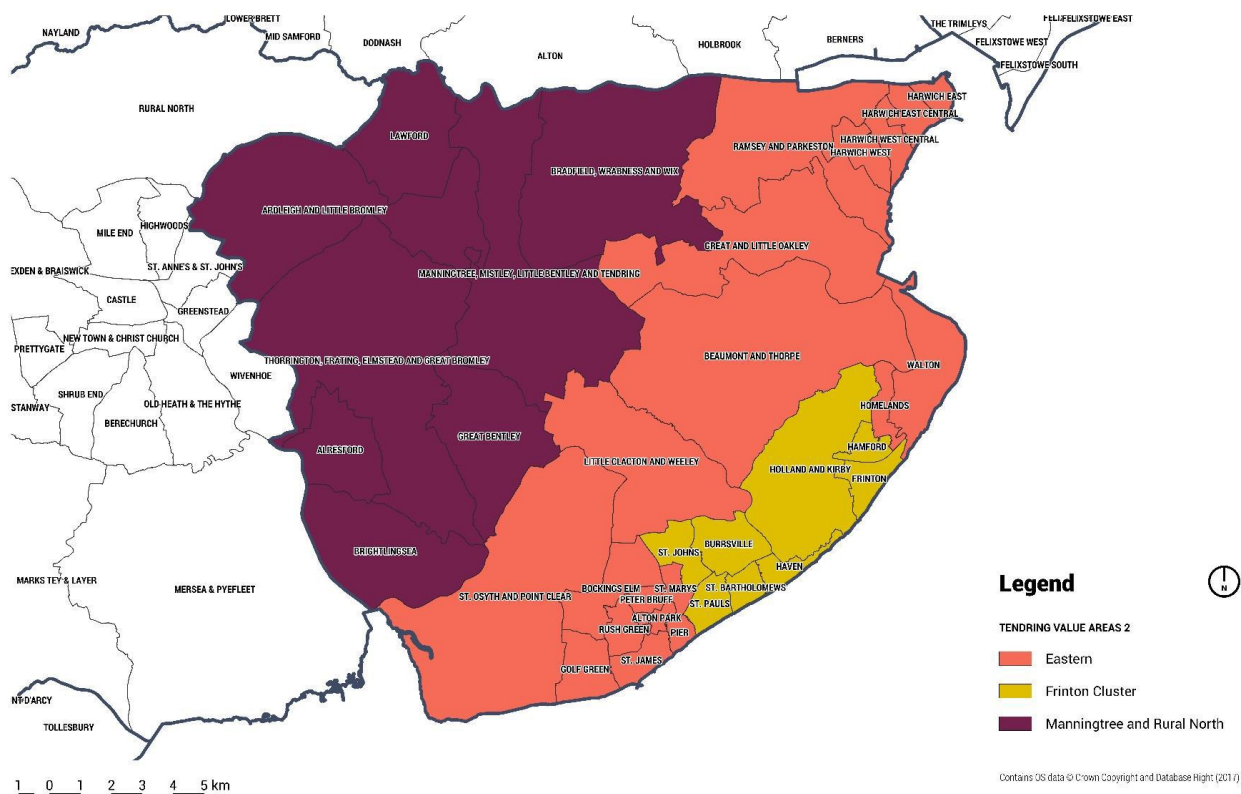 LOWER BRETT
NAYLAND
MID SAMFORD
DODNASH
ALTON
HOLBROOK
BERNERS
THE TRIMLEYS
FELIXSTOWE EAST
FELIXSTOWE WEST
FELIXSTOWE SOUTH
RURAL NORTH
HARWICH EAST
HARWICH EAST CENTRAL
LAWFORD
HARWICH WEST CENTRAL
RAMSEY AND PARKESTON
HARWICH WEST
BRADFIELD, WRABNESS AND WIX
ARDLEIGH AND LITTLE BROMLEY
HIGHWOODS
MILE END
GREAT AND LITTLE OAKLEY
ST. ANNE'S & ST. JOHN'S
EXDEN & BRAISWICK
MANNINGTREE, MISTLEY, LITTLE BENTLEY AND TENDRING
CASTLE
GREENSTEAD
NEW TOWN & CHRIST CHURCH
PRETTYGATE
BEAUMONT AND THORPE
THORRINGTON, FRATING, ELMSTEAD AND GREAT BROMLEY
WALTON
WIVENHOE
SHRUB END
OLD HEATH & THE HYTHE
STANWAY
HOMELANDS
BERECHURCH
GREAT BENTLEY
HAMFORD
ALRESFORD
LITTLE CLACTON AND WEELEY
HOLLAND AND KIRBY
FRINTON
BURRSVILLE
BRIGHTLINGSEA
ST. JOHNS
HAVEN
MARKS TEY & LAYER
MERSEA & PYEFLEET
BOCKINGS ELM
ST. MARYS
ST. BARTHOLOMEWS
ST. OSYTH AND POINT CLEAR
PETER BRUFF
ST. PAULS
ALTON PARK
RUSH GREEN
PIER
ST. JAMES
GOLF GREEN
NT D'ARCY
TOLLESBURY
1 0 1 2 3 4 5 km
Legend
N
TENDRING VALUE AREAS 2
Eastern
Frinton Cluster
Manningtree and Rural North
Contains OS data © Crown Copyright and Database Right (2017)